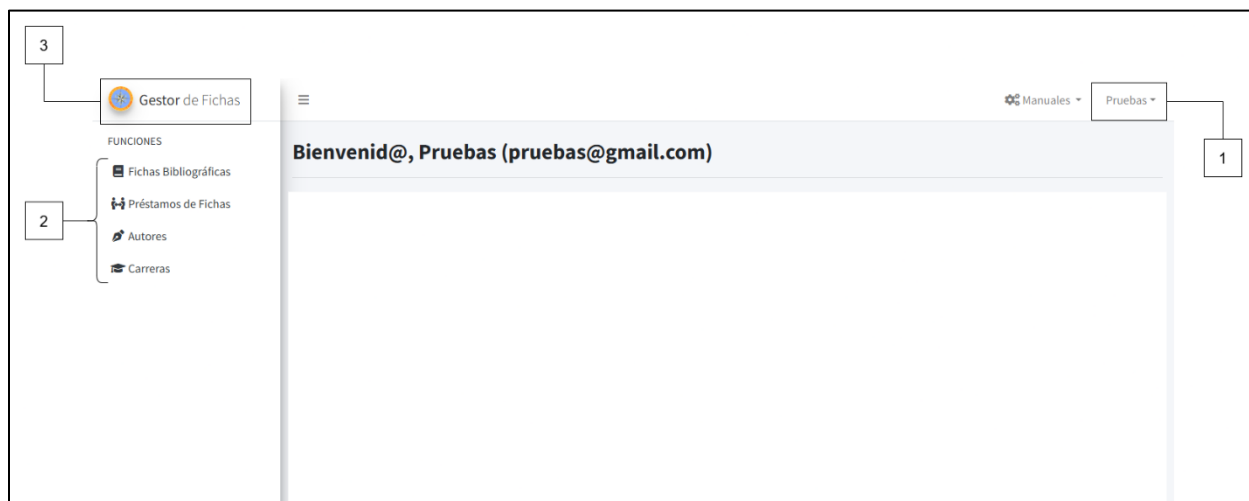 3
Gestor de Fichas
Manuales
Pruebas
1
FUNCIONES
Fichas Bibliográficas
Préstamos de Fichas
Autores
Carreras
2
Bienvenid@, Pruebas (pruebas@gmail.com)